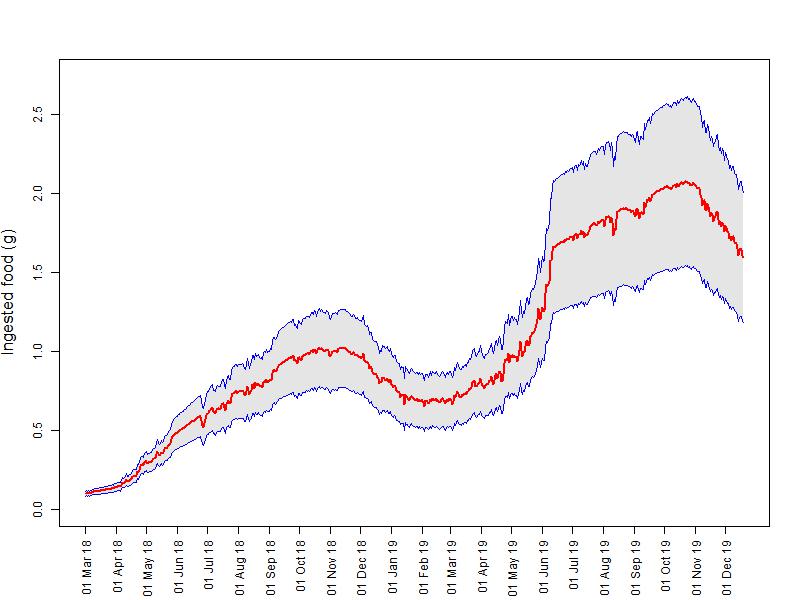 Ingested food (g)
2.5
2.0
1.5
1.0
0.5
0.0
01 Mar 18
01 Apr 18
01 May 18
01 Jun 18
01 Jul 18
01 Aug 18
01 Sep 18
01 Oct 18
01 Nov 18
01 Dec 18
01 Jan 19
01 Feb 19
01 Mar 19
01 Apr 19
01 May 19
01 Jun 19
01 Jul 19
01 Aug 19
01 Sep 19
01 Oct 19
01 Nov 19
01 Dec 19